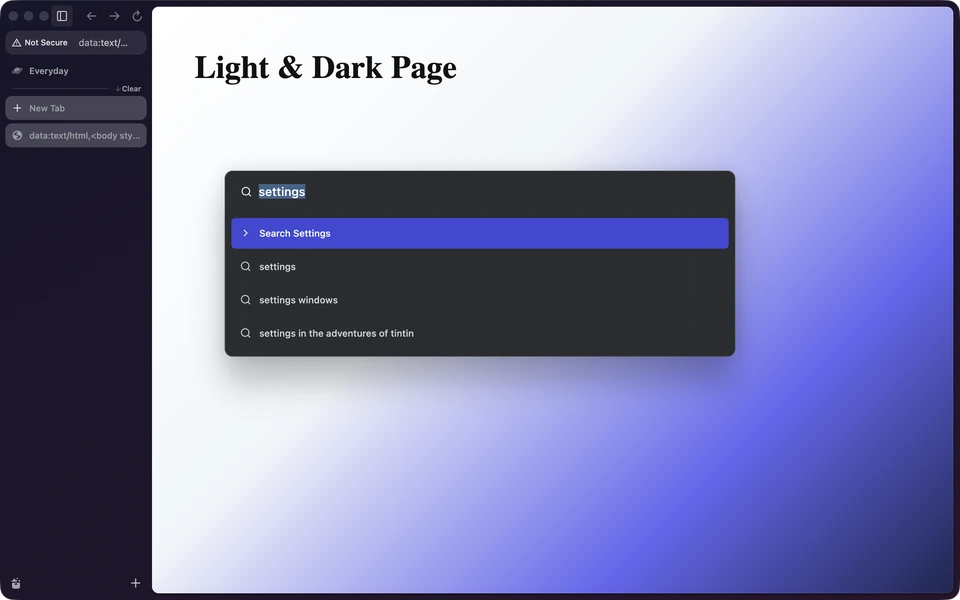 Not Secure data:text/...
Everyday
Clear
New Tab
data:text/html,<body sty...
Light & Dark Page
settings
Search Settings
settings
settings windows
settings in the adventures of tintin